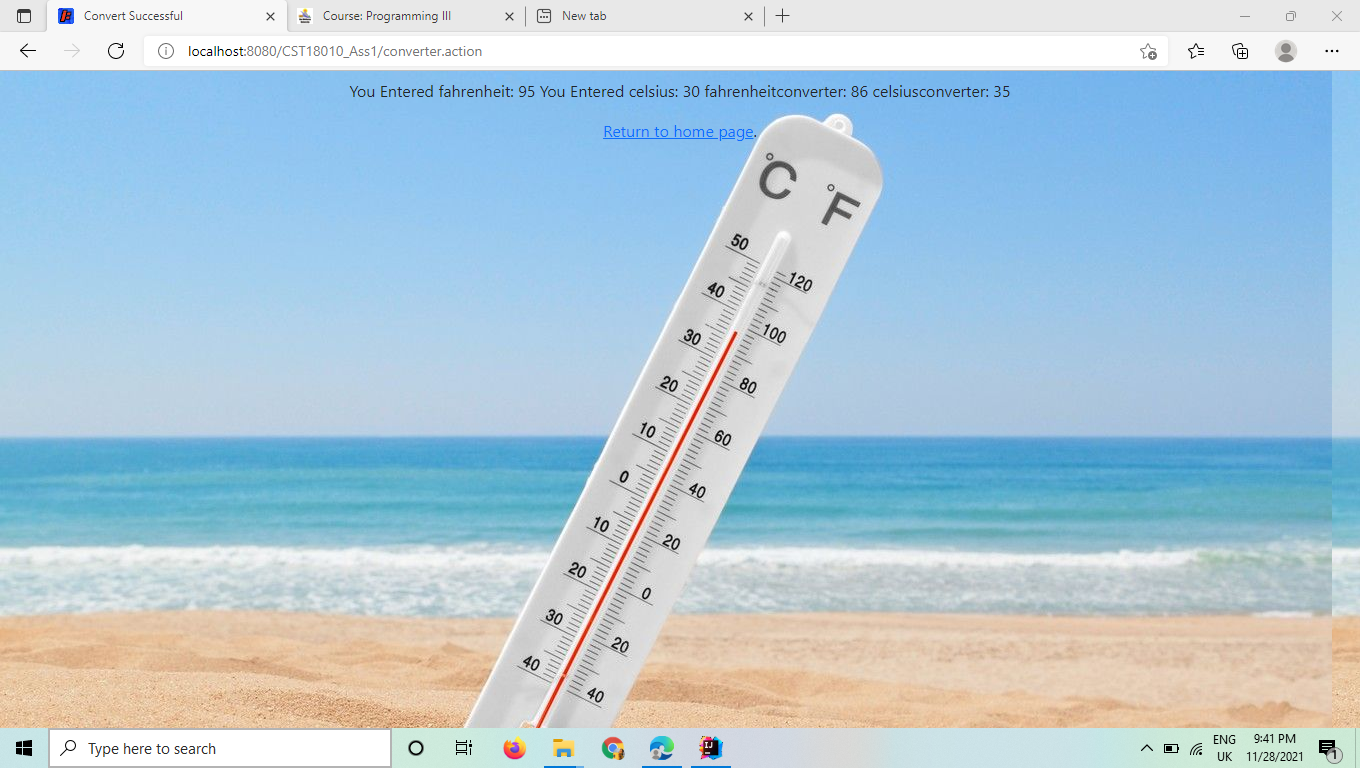 Convert Successful
Course: Programming III
New tab
localhost:8080/CST18010_Ass1/converter.action
You Entered fahrenheit: 95 You Entered celsius: 30 fahrenheitconverter: 86 celsiusconverter: 35
Return to home page.
°C °F
50
120
40
100
30
80
20
60
10
40
0
20
10
0
20
20
30
40
40
Type here to search
ENG
UK
9:41 PM
11/28/2021
1